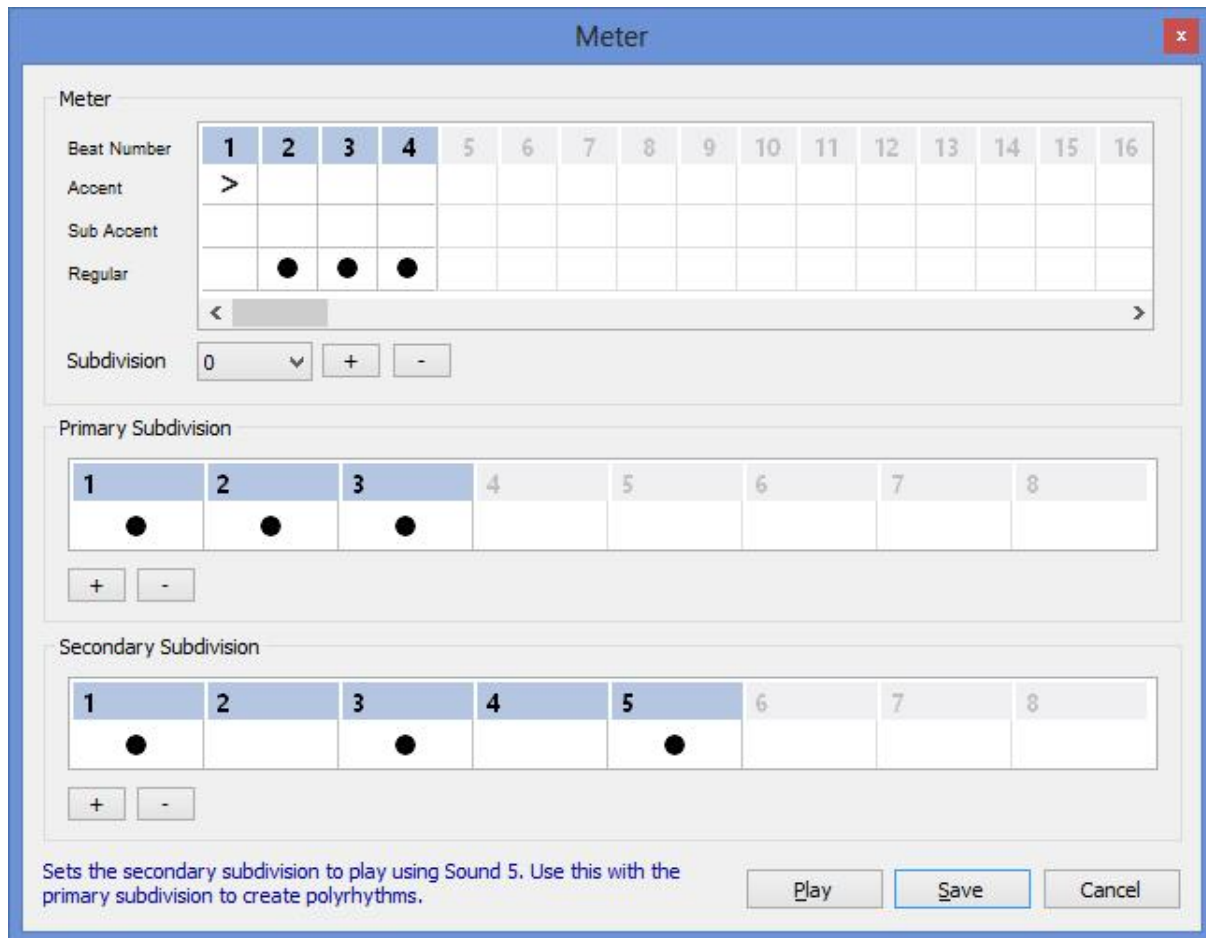 Meter
x
Meter
Beat Number 1 2 3 4 5 6 7 8 9 10 11 12 13 14 15 16
Accent >
Sub Accent
Regular
< >
Subdivision 0 + -
Primary Subdivision
1 2 3 4 5 6 7 8
+ -
Secondary Subdivision
1 2 3 4 5 6 7 8
+ -
Sets the secondary subdivision to play using Sound 5. Use this with the
primary subdivision to create polyrhythms.
Play Save Cancel